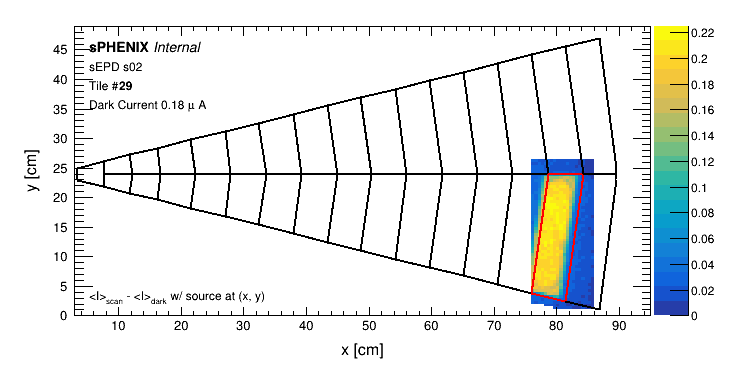 sPHENIX Internal
sEPD s02
Tile #29
Dark Current 0.18 μ A
<I>scan - <I>dark w/ source at (x, y)
y [cm]
45
40
35
30
25
20
15
10
5
0
10 20 30 40 50 60 70 80 90
x [cm]
0.22
0.2
0.18
0.16
0.14
0.12
0.1
0.08
0.06
0.04
0.02
0